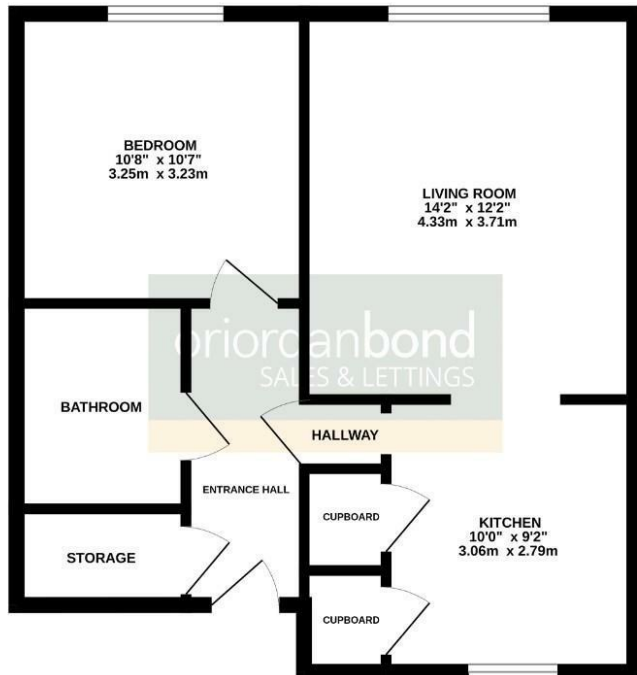 BEDROOM
10'8" x 10'7"
3.25m x 3.23m
LIVING ROOM
14'2" x 12'2"
4.33m x 3.71m
oriordanbond
SALES & LETTINGS
BATHROOM
HALLWAY
ENTRANCE HALL
CUPBOARD
KITCHEN
10'0" x 9'2"
3.06m x 2.79m
STORAGE
CUPBOARD